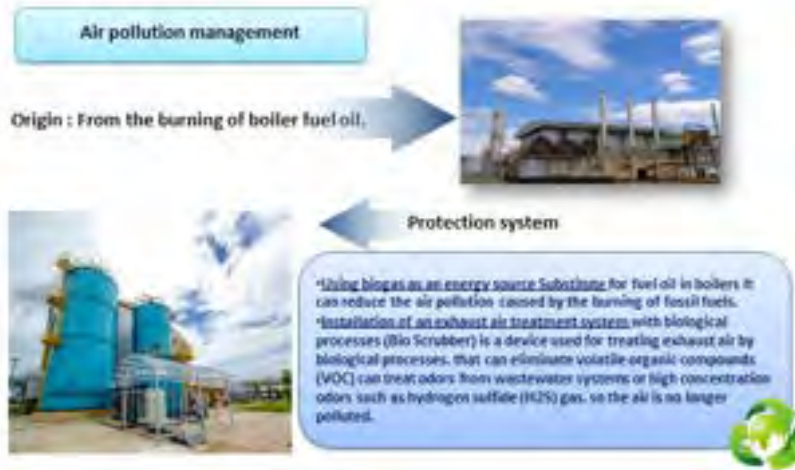 Air pollution management
Origin : From the burning of boiler fuel oil.
Protection system
•Using biogas as an energy source Substitute for fuel oil in boilers It
can reduce the air pollution caused by the burning of fossil fuels.
•Installation of an exhaust air treatment system with biological
processes (Bio Scrubber) is a device used for treating exhaust air by
biological processes. that can eliminate volatile organic compounds
(VOC) can treat odors from wastewater systems or high concentration
odors such as hydrogen sulfide (H2S) gas. so the air is no longer
polluted.